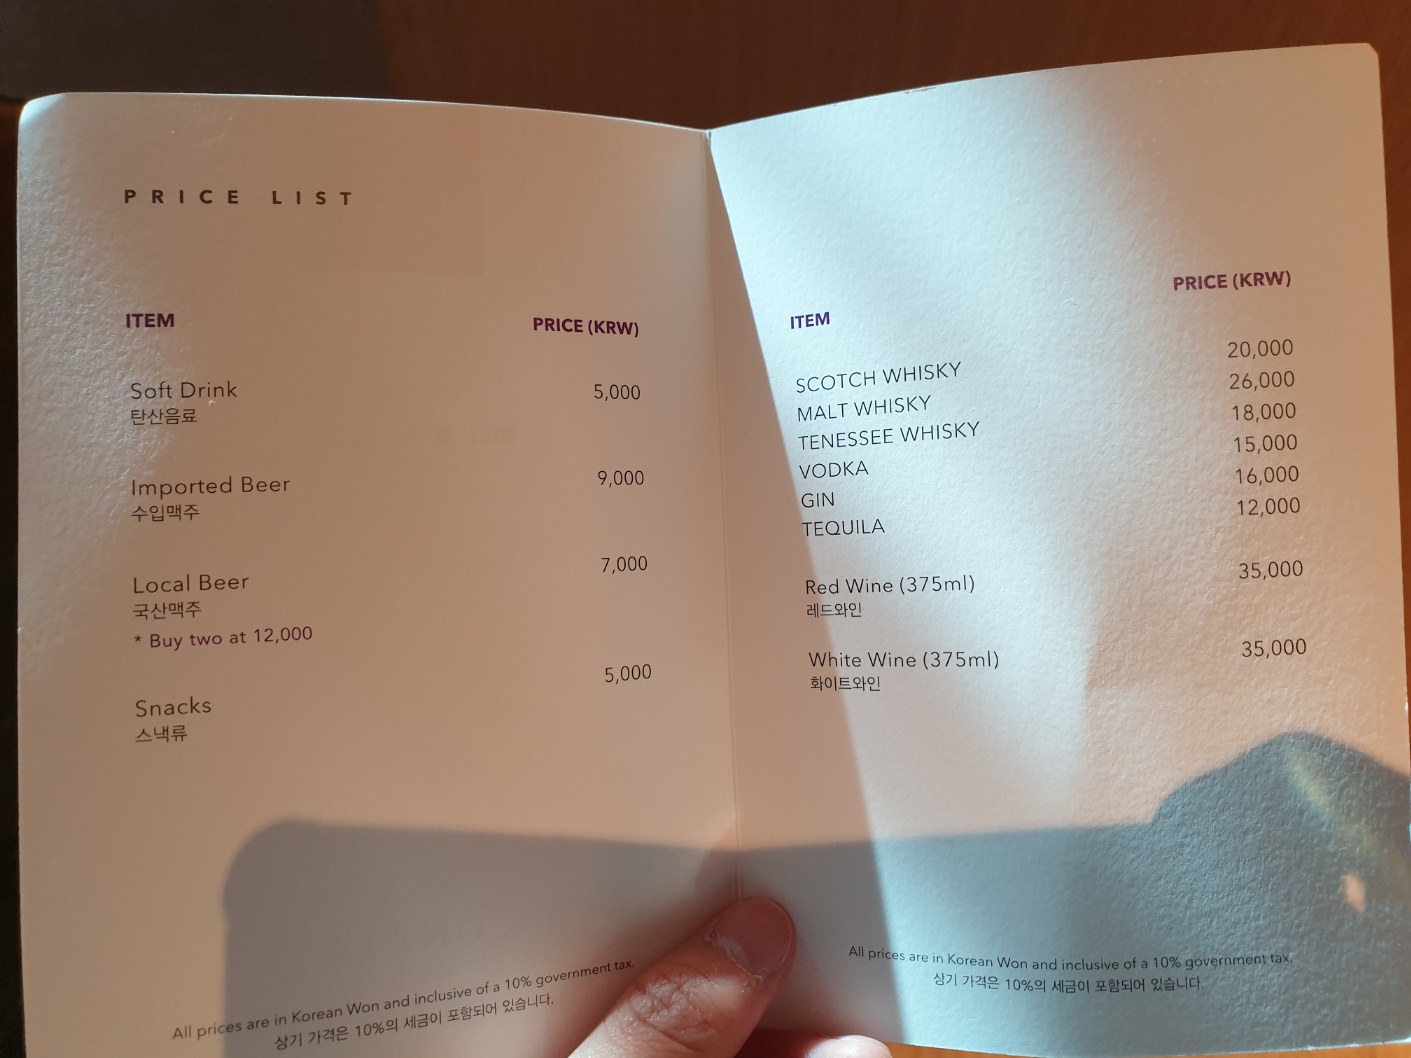 PRICE LIST
ITEM PRICE (KRW)
Soft Drink 5,000
탄산음료
Imported Beer 9,000
수입맥주
Local Beer 7,000
국산맥주
* Buy two at 12,000
Snacks 5,000
스낵류
All prices are in Korean Won and inclusive of a 10% government tax.
상기 가격은 10%의 세금이 포함되어 있습니다.
ITEM PRICE (KRW)
SCOTCH WHISKY 20,000
MALT WHISKY 26,000
TENESSEE WHISKY 18,000
VODKA 15,000
GIN 16,000
TEQUILA 12,000
Red Wine (375ml) 35,000
레드와인
White Wine (375ml) 35,000
화이트와인
All prices are in Korean Won and inclusive of a 10% government tax.
상기 가격은 10%의 세금이 포함되어 있습니다.